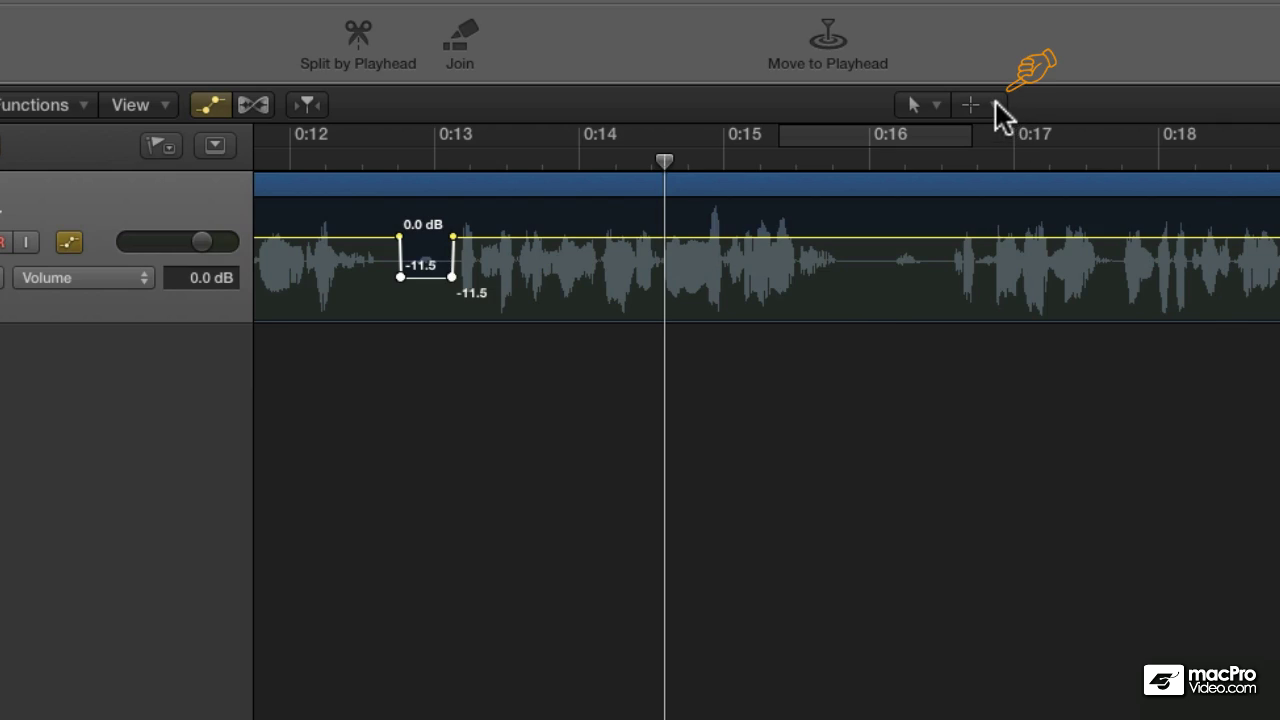 Split by Playhead
Join
Move to Playhead
unctions
View
0:12
0:13
0:14
0:15
0:16
0:17
0:18
R
I
Volume
0.0 dB
0.0 dB
-11.5
-11.5
macPro
Video.com